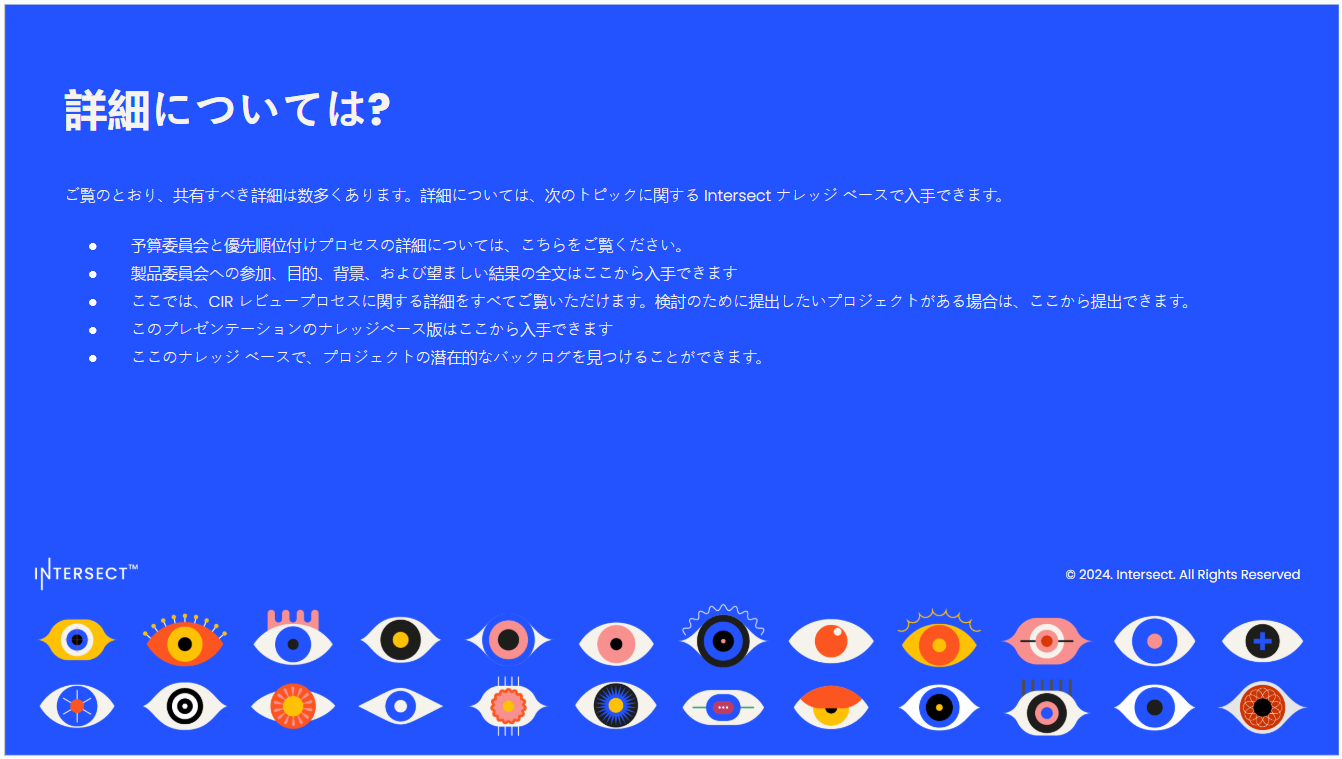 詳細については?
ご覧のとおり、共有すべき詳細は数多くあります。詳細については、次のトピックに関する Intersect ナレッジ ベースで入手できます。
● 予算委員会と優先順位付けプロセスの詳細については、こちらをご覧ください。
● 製品委員会への参加、目的、背景、および望ましい結果の全文はここから入手できます
● ここでは、CIR レビュープロセスに関する詳細をすべてご覧いただけます。検討のために提出したいプロジェクトがある場合は、ここから提出できます。
● このプレゼンテーションのナレッジベース版はここから入手できます
● ここのナレッジ ベースで、プロジェクトの潜在的なバックログを見つけることができます。
INTERSECT™
© 2024. Intersect. All Rights Reserved